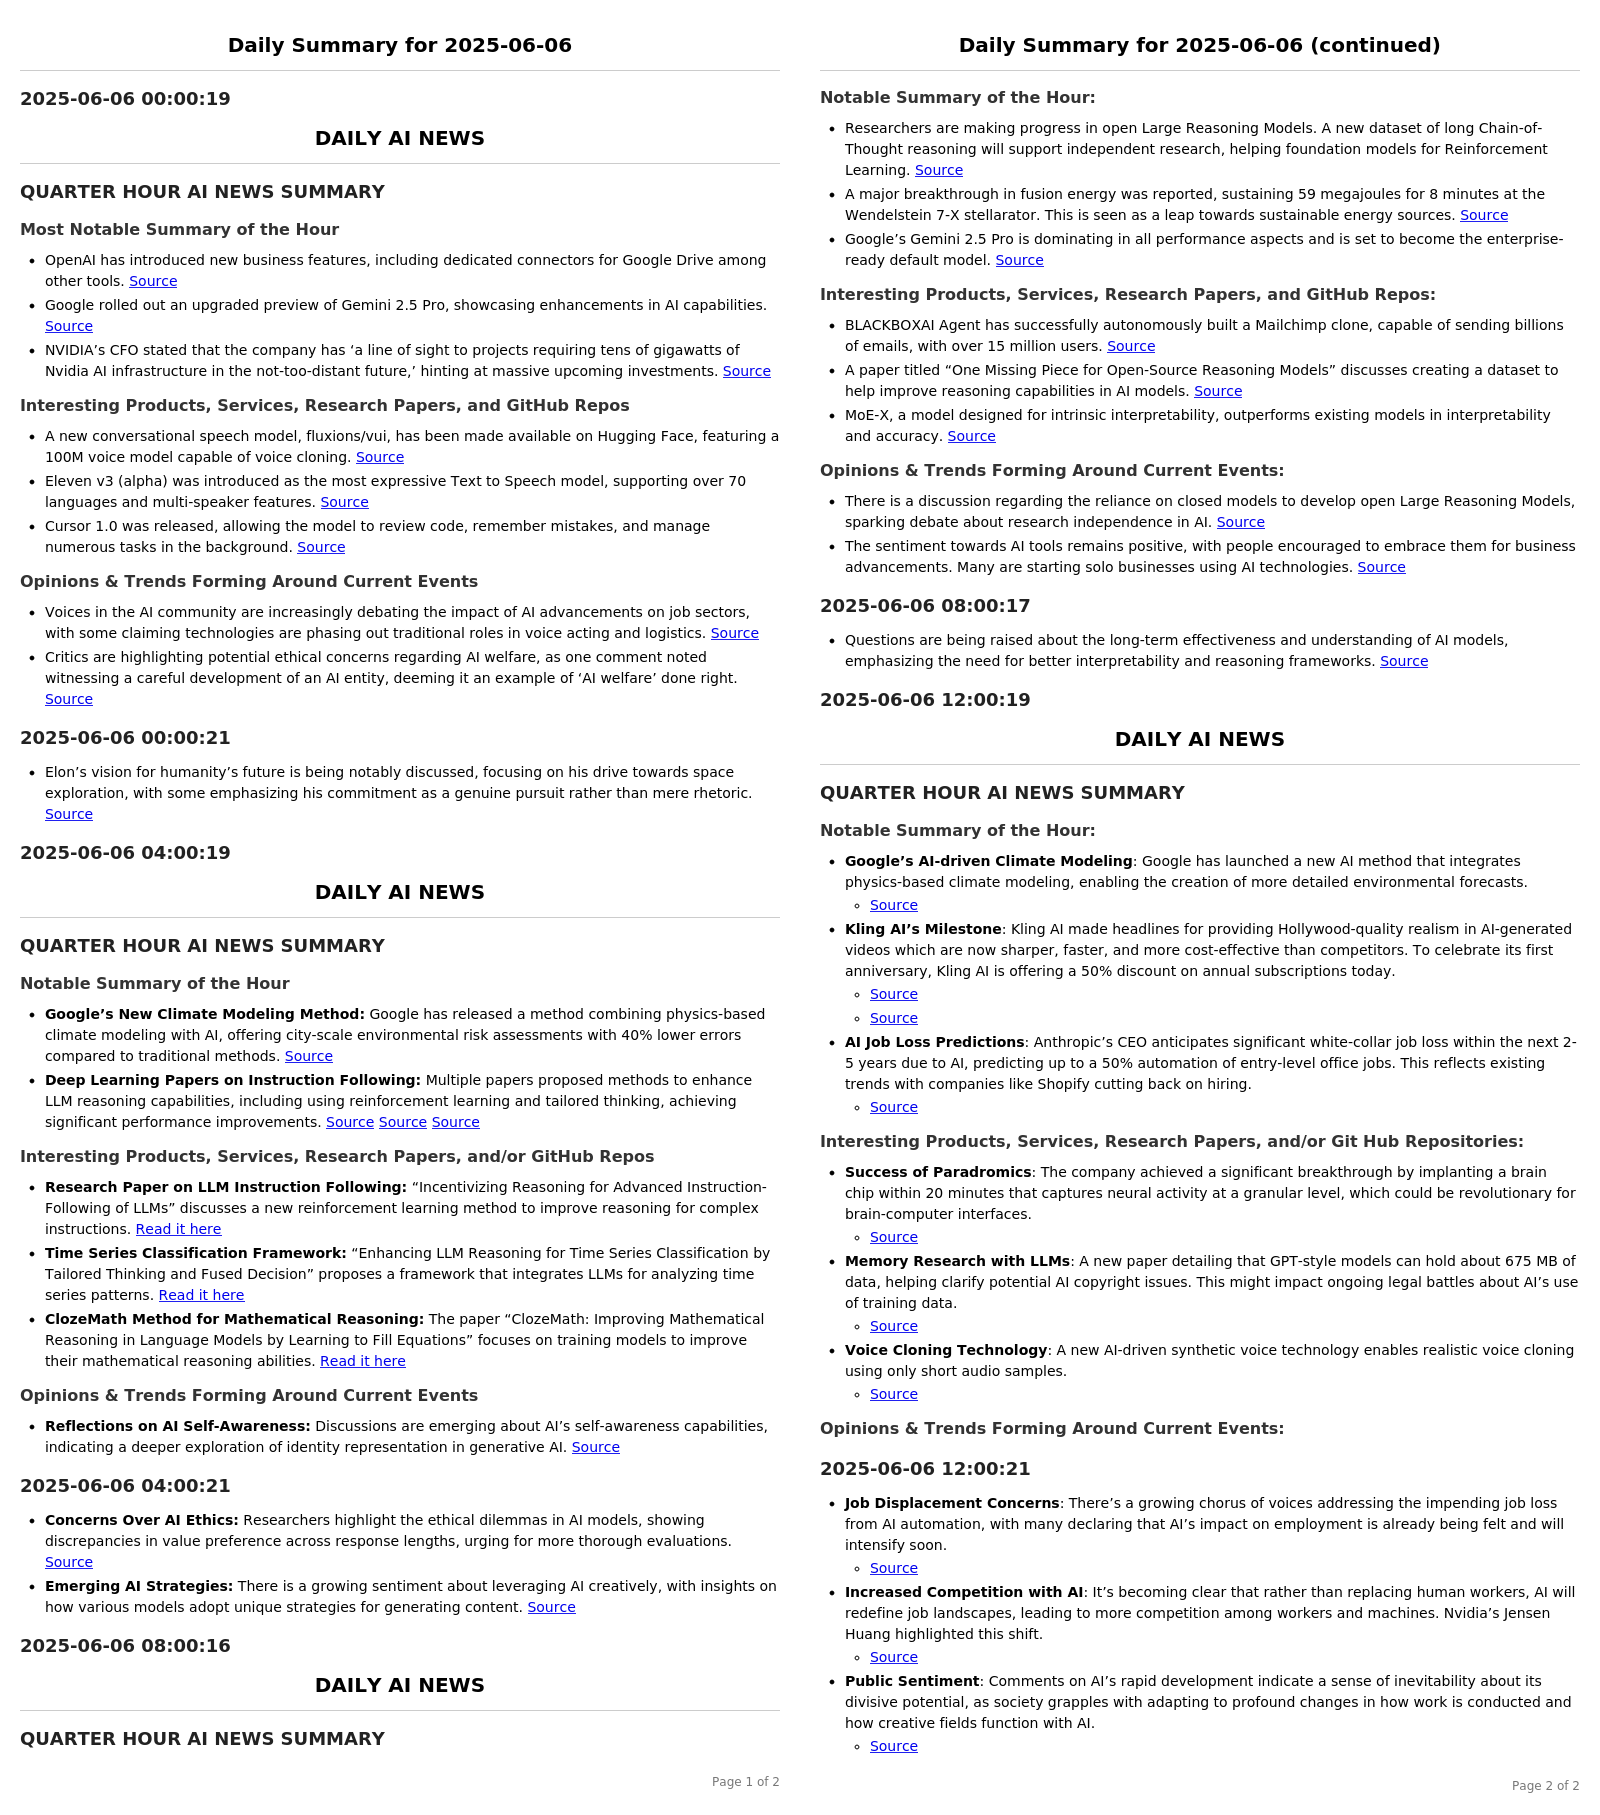 Daily Summary for 2025-06-06
2025-06-06 00:00:19
DAILY AI NEWS
QUARTER HOUR AI NEWS SUMMARY
Most Notable Summary of the Hour
• OpenAI has introduced new business features, including dedicated connectors for Google Drive among
other tools. Source
• Google rolled out an upgraded preview of Gemini 2.5 Pro, showcasing enhancements in AI capabilities.
Source
• NVIDIA’s CFO stated that the company has ‘a line of sight to projects requiring tens of gigawatts of
Nvidia AI infrastructure in the not-too-distant future,’ hinting at massive upcoming investments. Source
Interesting Products, Services, Research Papers, and GitHub Repos
• A new conversational speech model, fluxions/vui, has been made available on Hugging Face, featuring a
100M voice model capable of voice cloning. Source
• Eleven v3 (alpha) was introduced as the most expressive Text to Speech model, supporting over 70
languages and multi-speaker features. Source
• Cursor 1.0 was released, allowing the model to review code, remember mistakes, and manage
numerous tasks in the background. Source
Opinions & Trends Forming Around Current Events
• Voices in the AI community are increasingly debating the impact of AI advancements on job sectors,
with some claiming technologies are phasing out traditional roles in voice acting and logistics. Source
• Critics are highlighting potential ethical concerns regarding AI welfare, as one comment noted
witnessing a careful development of an AI entity, deeming it an example of ‘AI welfare’ done right.
Source
2025-06-06 00:00:21
• Elon’s vision for humanity’s future is being notably discussed, focusing on his drive towards space
exploration, with some emphasizing his commitment as a genuine pursuit rather than mere rhetoric.
Source
2025-06-06 04:00:19
DAILY AI NEWS
QUARTER HOUR AI NEWS SUMMARY
Notable Summary of the Hour
• Google’s New Climate Modeling Method: Google has released a method combining physics-based
climate modeling with AI, offering city-scale environmental risk assessments with 40% lower errors
compared to traditional methods. Source
• Deep Learning Papers on Instruction Following: Multiple papers proposed methods to enhance
LLM reasoning capabilities, including using reinforcement learning and tailored thinking, achieving
significant performance improvements. Source Source Source
Interesting Products, Services, Research Papers, and/or GitHub Repos
• Research Paper on LLM Instruction Following: “Incentivizing Reasoning for Advanced Instruction-
Following of LLMs” discusses a new reinforcement learning method to improve reasoning for complex
instructions. Read it here
• Time Series Classification Framework: “Enhancing LLM Reasoning for Time Series Classification by
Tailored Thinking and Fused Decision” proposes a framework that integrates LLMs for analyzing time
series patterns. Read it here
• ClozeMath Method for Mathematical Reasoning: The paper “ClozeMath: Improving Mathematical
Reasoning in Language Models by Learning to Fill Equations” focuses on training models to improve
their mathematical reasoning abilities. Read it here
Opinions & Trends Forming Around Current Events
• Reflections on AI Self-Awareness: Discussions are emerging about AI’s self-awareness capabilities,
indicating a deeper exploration of identity representation in generative AI. Source
2025-06-06 04:00:21
• Concerns Over AI Ethics: Researchers highlight the ethical dilemmas in AI models, showing
discrepancies in value preference across response lengths, urging for more thorough evaluations.
Source
• Emerging AI Strategies: There is a growing sentiment about leveraging AI creatively, with insights on
how various models adopt unique strategies for generating content. Source
2025-06-06 08:00:16
DAILY AI NEWS
QUARTER HOUR AI NEWS SUMMARY
Page 1 of 2
Daily Summary for 2025-06-06 (continued)
Notable Summary of the Hour:
• Researchers are making progress in open Large Reasoning Models. A new dataset of long Chain-of-
Thought reasoning will support independent research, helping foundation models for Reinforcement
Learning. Source
• A major breakthrough in fusion energy was reported, sustaining 59 megajoules for 8 minutes at the
Wendelstein 7-X stellarator. This is seen as a leap towards sustainable energy sources. Source
• Google’s Gemini 2.5 Pro is dominating in all performance aspects and is set to become the enterprise-
ready default model. Source
Interesting Products, Services, Research Papers, and GitHub Repos:
• BLACKBOXAI Agent has successfully autonomously built a Mailchimp clone, capable of sending billions
of emails, with over 15 million users. Source
• A paper titled “One Missing Piece for Open-Source Reasoning Models” discusses creating a dataset to
help improve reasoning capabilities in AI models. Source
• MoE-X, a model designed for intrinsic interpretability, outperforms existing models in interpretability
and accuracy. Source
Opinions & Trends Forming Around Current Events:
• There is a discussion regarding the reliance on closed models to develop open Large Reasoning Models,
sparking debate about research independence in AI. Source
• The sentiment towards AI tools remains positive, with people encouraged to embrace them for business
advancements. Many are starting solo businesses using AI technologies. Source
2025-06-06 08:00:17
• Questions are being raised about the long-term effectiveness and understanding of AI models,
emphasizing the need for better interpretability and reasoning frameworks. Source
2025-06-06 12:00:19
DAILY AI NEWS
QUARTER HOUR AI NEWS SUMMARY
Notable Summary of the Hour:
• Google’s AI-driven Climate Modeling: Google has launched a new AI method that integrates
physics-based climate modeling, enabling the creation of more detailed environmental forecasts.
◦ Source
• Kling AI’s Milestone: Kling AI made headlines for providing Hollywood-quality realism in AI-generated
videos which are now sharper, faster, and more cost-effective than competitors. To celebrate its first
anniversary, Kling AI is offering a 50% discount on annual subscriptions today.
◦ Source
◦ Source
• AI Job Loss Predictions: Anthropic’s CEO anticipates significant white-collar job loss within the next 2-
5 years due to AI, predicting up to a 50% automation of entry-level office jobs. This reflects existing
trends with companies like Shopify cutting back on hiring.
◦ Source
Interesting Products, Services, Research Papers, and/or Git Hub Repositories:
• Success of Paradromics: The company achieved a significant breakthrough by implanting a brain
chip within 20 minutes that captures neural activity at a granular level, which could be revolutionary for
brain-computer interfaces.
◦ Source
• Memory Research with LLMs: A new paper detailing that GPT-style models can hold about 675 MB of
data, helping clarify potential AI copyright issues. This might impact ongoing legal battles about AI’s use
of training data.
◦ Source
• Voice Cloning Technology: A new AI-driven synthetic voice technology enables realistic voice cloning
using only short audio samples.
◦ Source
Opinions & Trends Forming Around Current Events:
2025-06-06 12:00:21
• Job Displacement Concerns: There’s a growing chorus of voices addressing the impending job loss
from AI automation, with many declaring that AI’s impact on employment is already being felt and will
intensify soon.
◦ Source
• Increased Competition with AI: It’s becoming clear that rather than replacing human workers, AI will
redefine job landscapes, leading to more competition among workers and machines. Nvidia’s Jensen
Huang highlighted this shift.
◦ Source
• Public Sentiment: Comments on AI’s rapid development indicate a sense of inevitability about its
divisive potential, as society grapples with adapting to profound changes in how work is conducted and
how creative fields function with AI.
◦ Source
Page 2 of 2